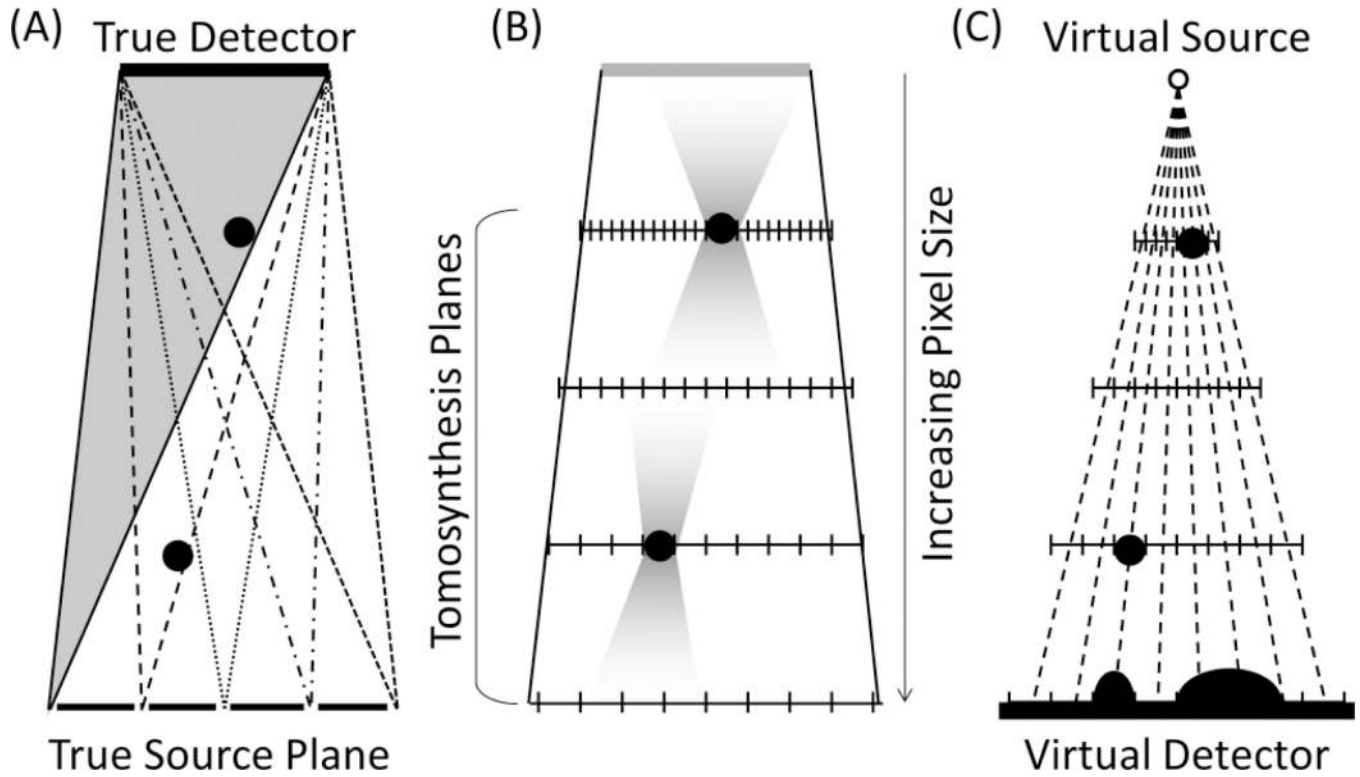 (A)
True Detector
True Source Plane
(B)
Tomosynthesis Planes
Increasing Pixel Size
(C)
Virtual Source
Virtual Detector